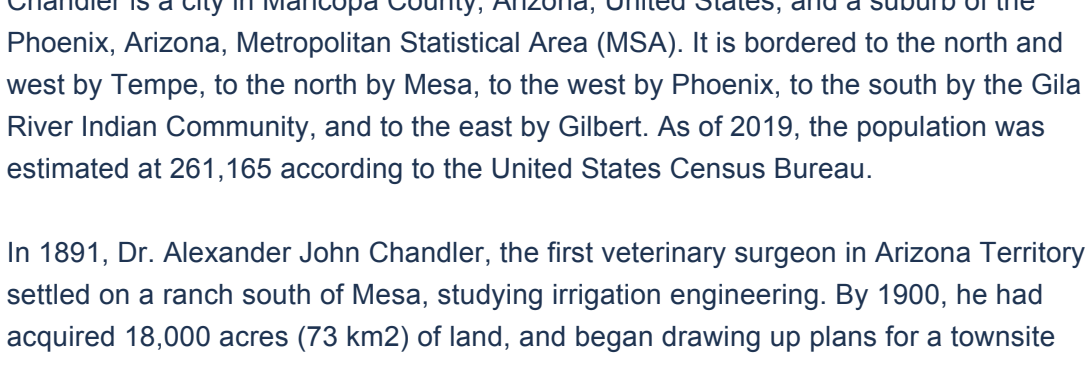 Chandler is a city in Maricopa County, Arizona, United States, and a suburb of the
Phoenix, Arizona, Metropolitan Statistical Area (MSA). It is bordered to the north and
west by Tempe, to the north by Mesa, to the west by Phoenix, to the south by the Gila
River Indian Community, and to the east by Gilbert. As of 2019, the population was
estimated at 261,165 according to the United States Census Bureau.
In 1891, Dr. Alexander John Chandler, the first veterinary surgeon in Arizona Territory
settled on a ranch south of Mesa, studying irrigation engineering. By 1900, he had
acquired 18,000 acres (73 km2) of land, and began drawing up plans for a townsite